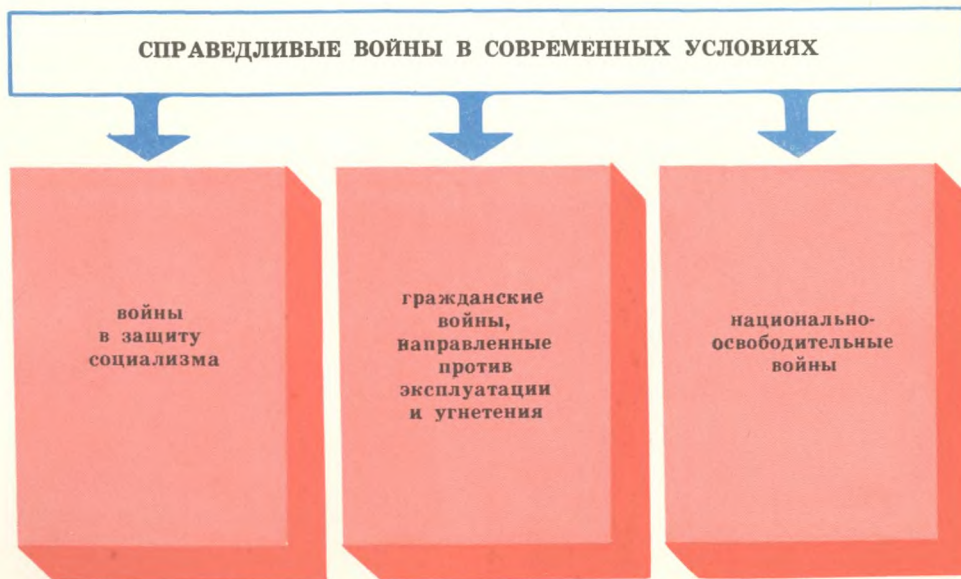 СПРАВЕДЛИВЫЕ ВОЙНЫ В СОВРЕМЕННЫХ УСЛОВИЯХ
войны
в защиту
социализма
гражданские
войны,
направленные
против
эксплуатации
и угнетения
национально-
освободительные
войны